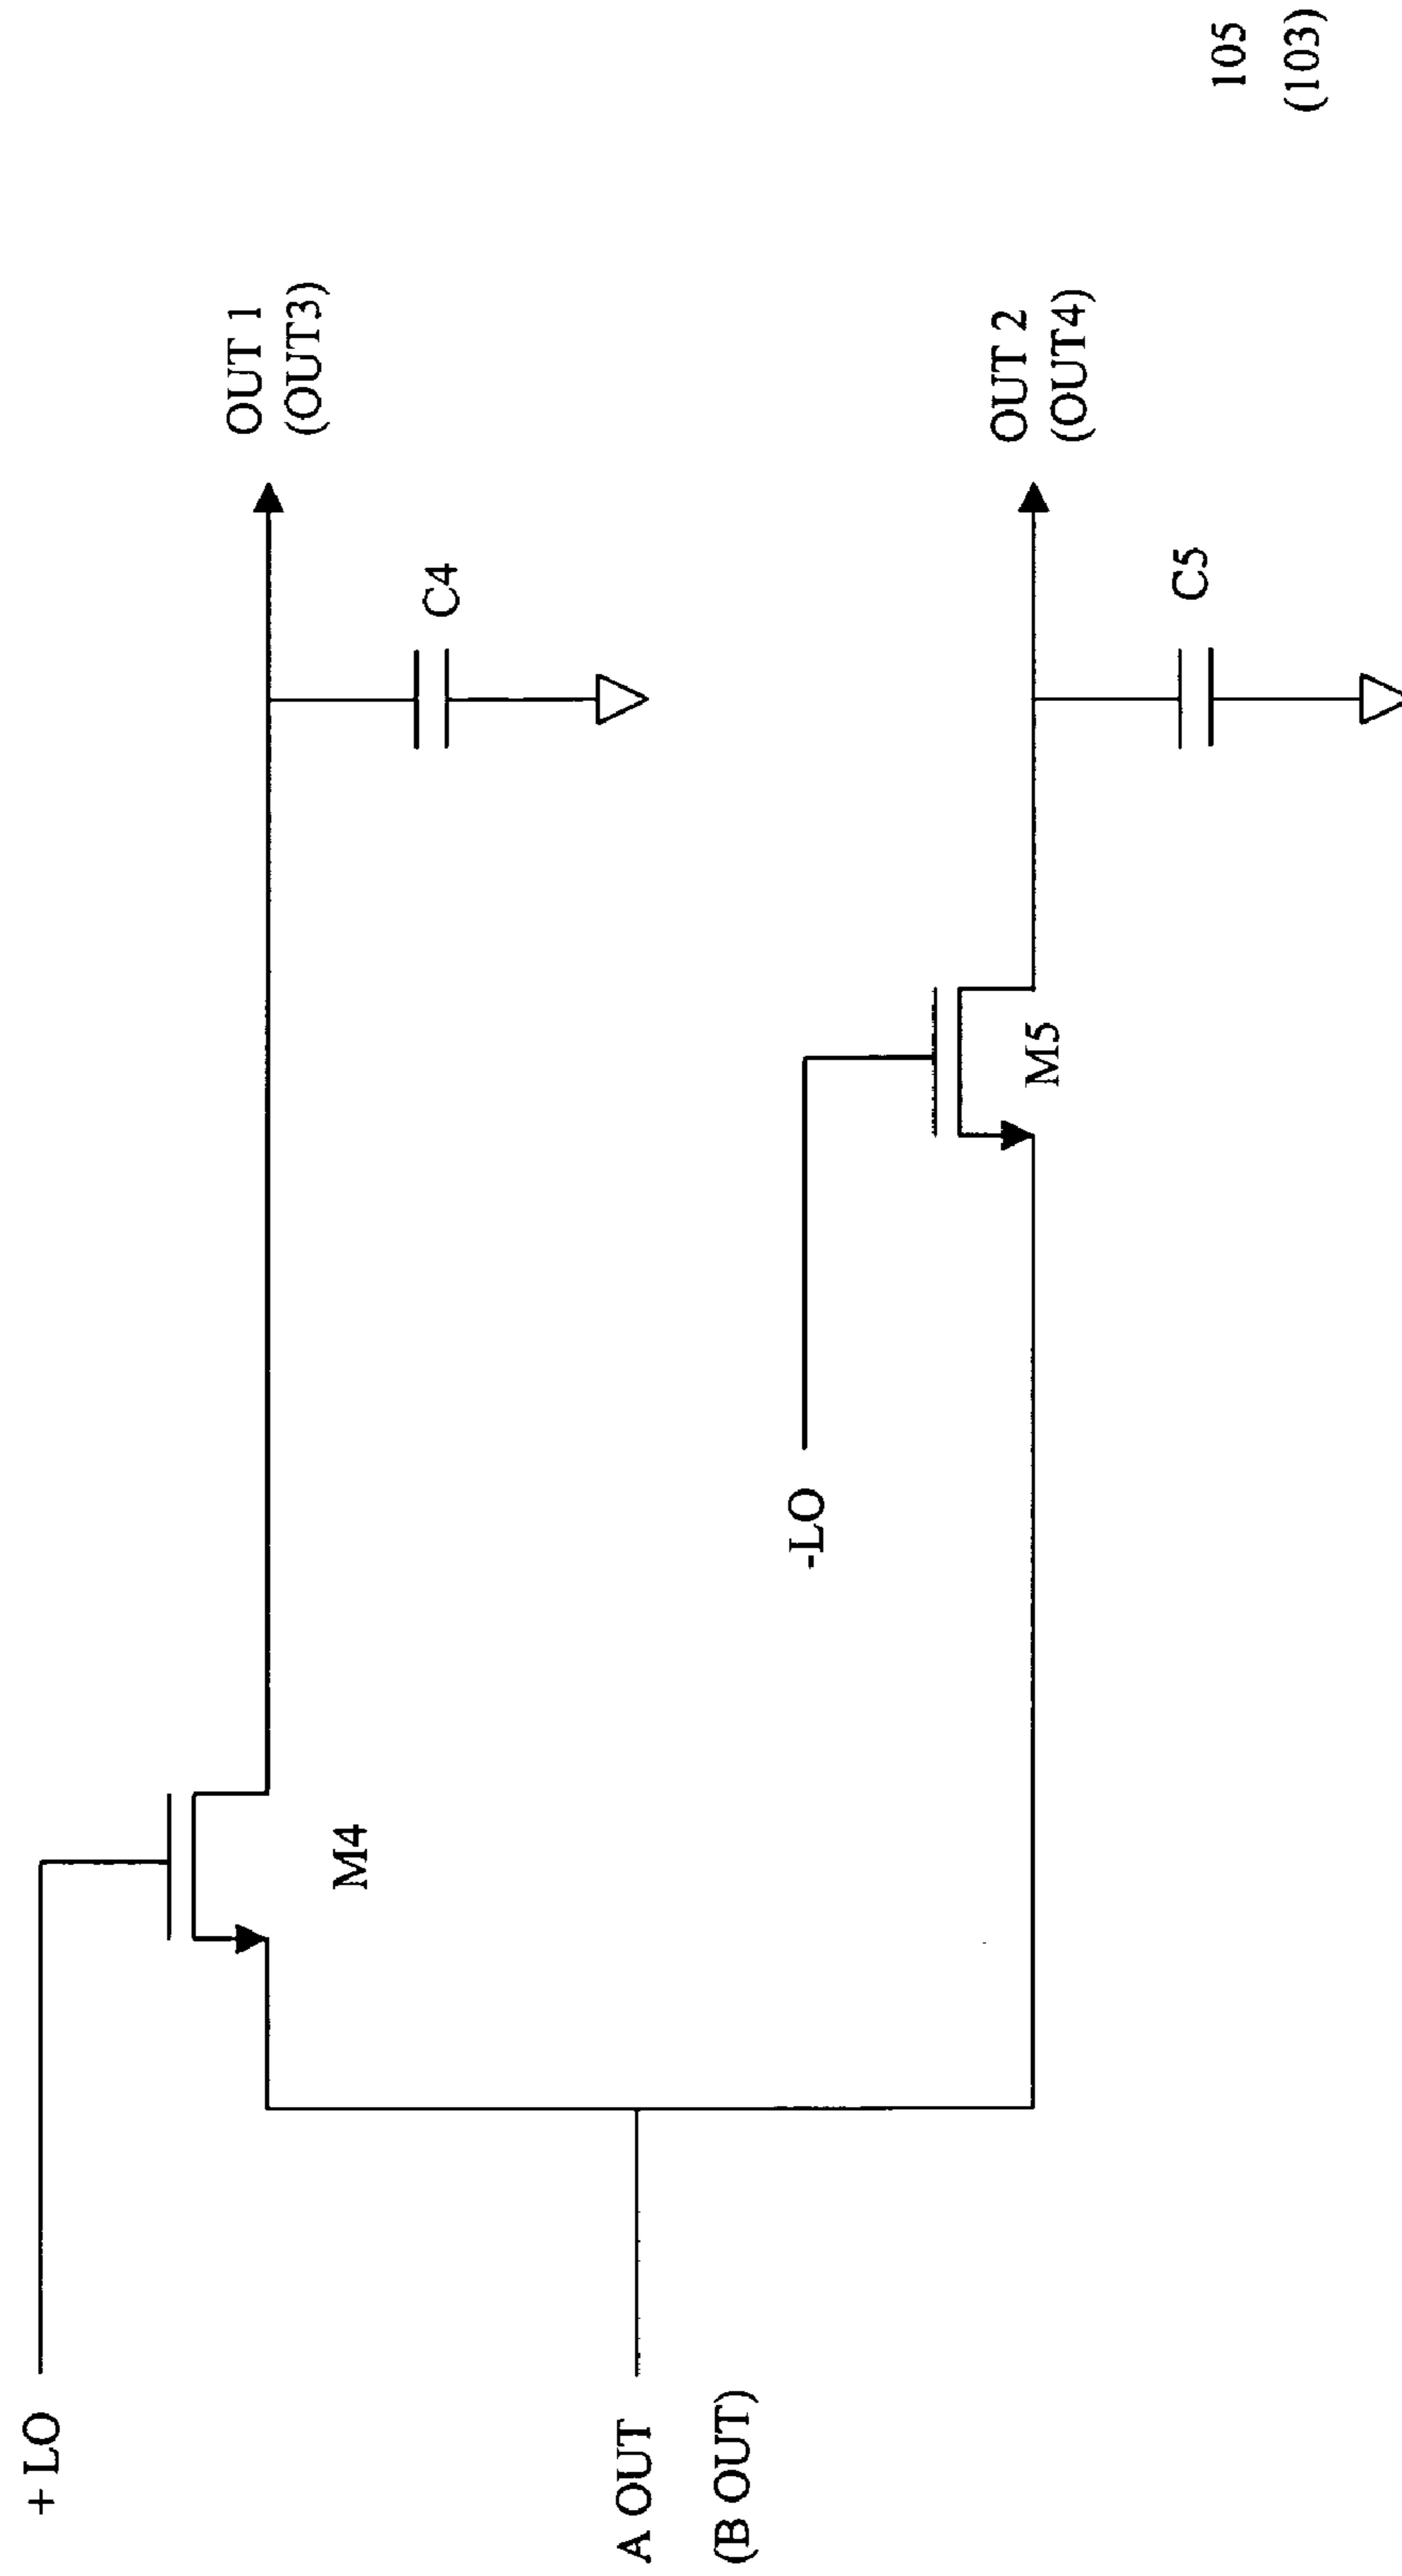 + LO
M4
OUT 1
(OUT3)
C4
A OUT
(B OUT)
-LO
M5
OUT 2
(OUT4)
C5
105
(103)